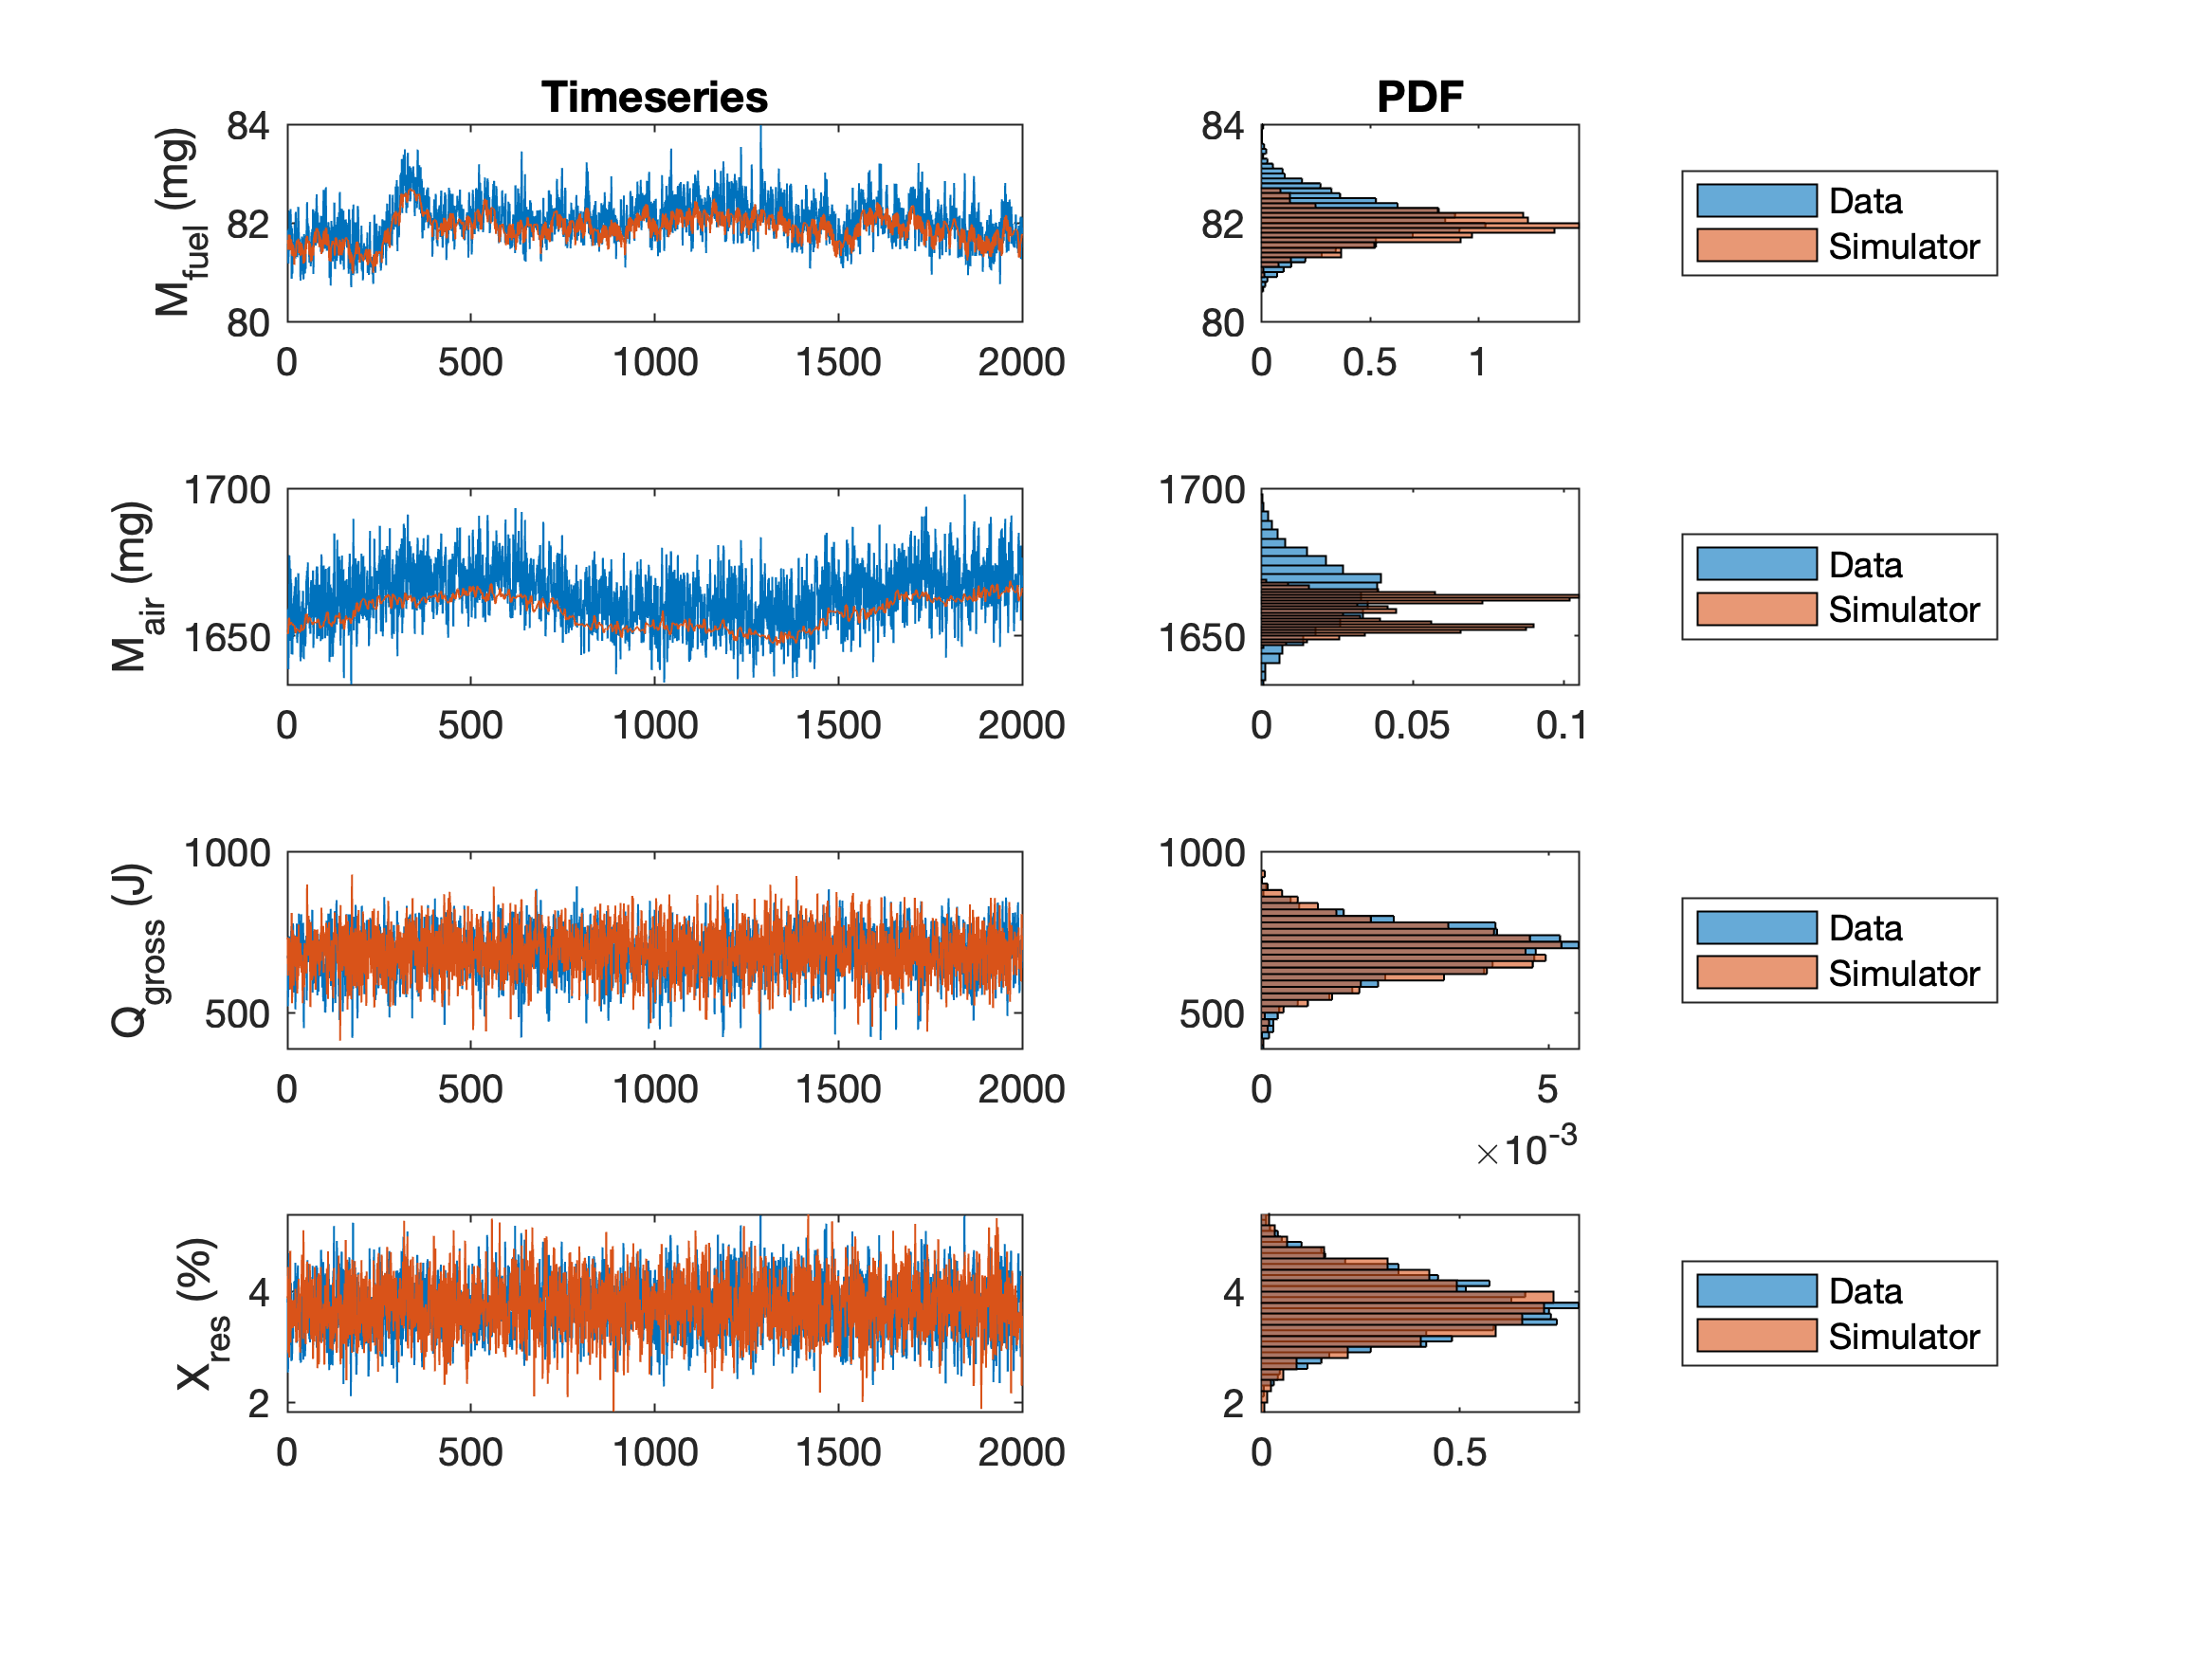 Timeseries PDF
84
82
80
M_fuel (mg)
0 500 1000 1500 2000
84
82
80
0 0.5 1
Data
Simulator
1700
1650
M_air (mg)
0 500 1000 1500 2000
1700
1650
0 0.05 0.1
Data
Simulator
1000
500
Q_gross (J)
0 500 1000 1500 2000
1000
500
0 5
×10^-3
Data
Simulator
4
2
X_res (%)
0 500 1000 1500 2000
4
2
0 0.5
Data
Simulator